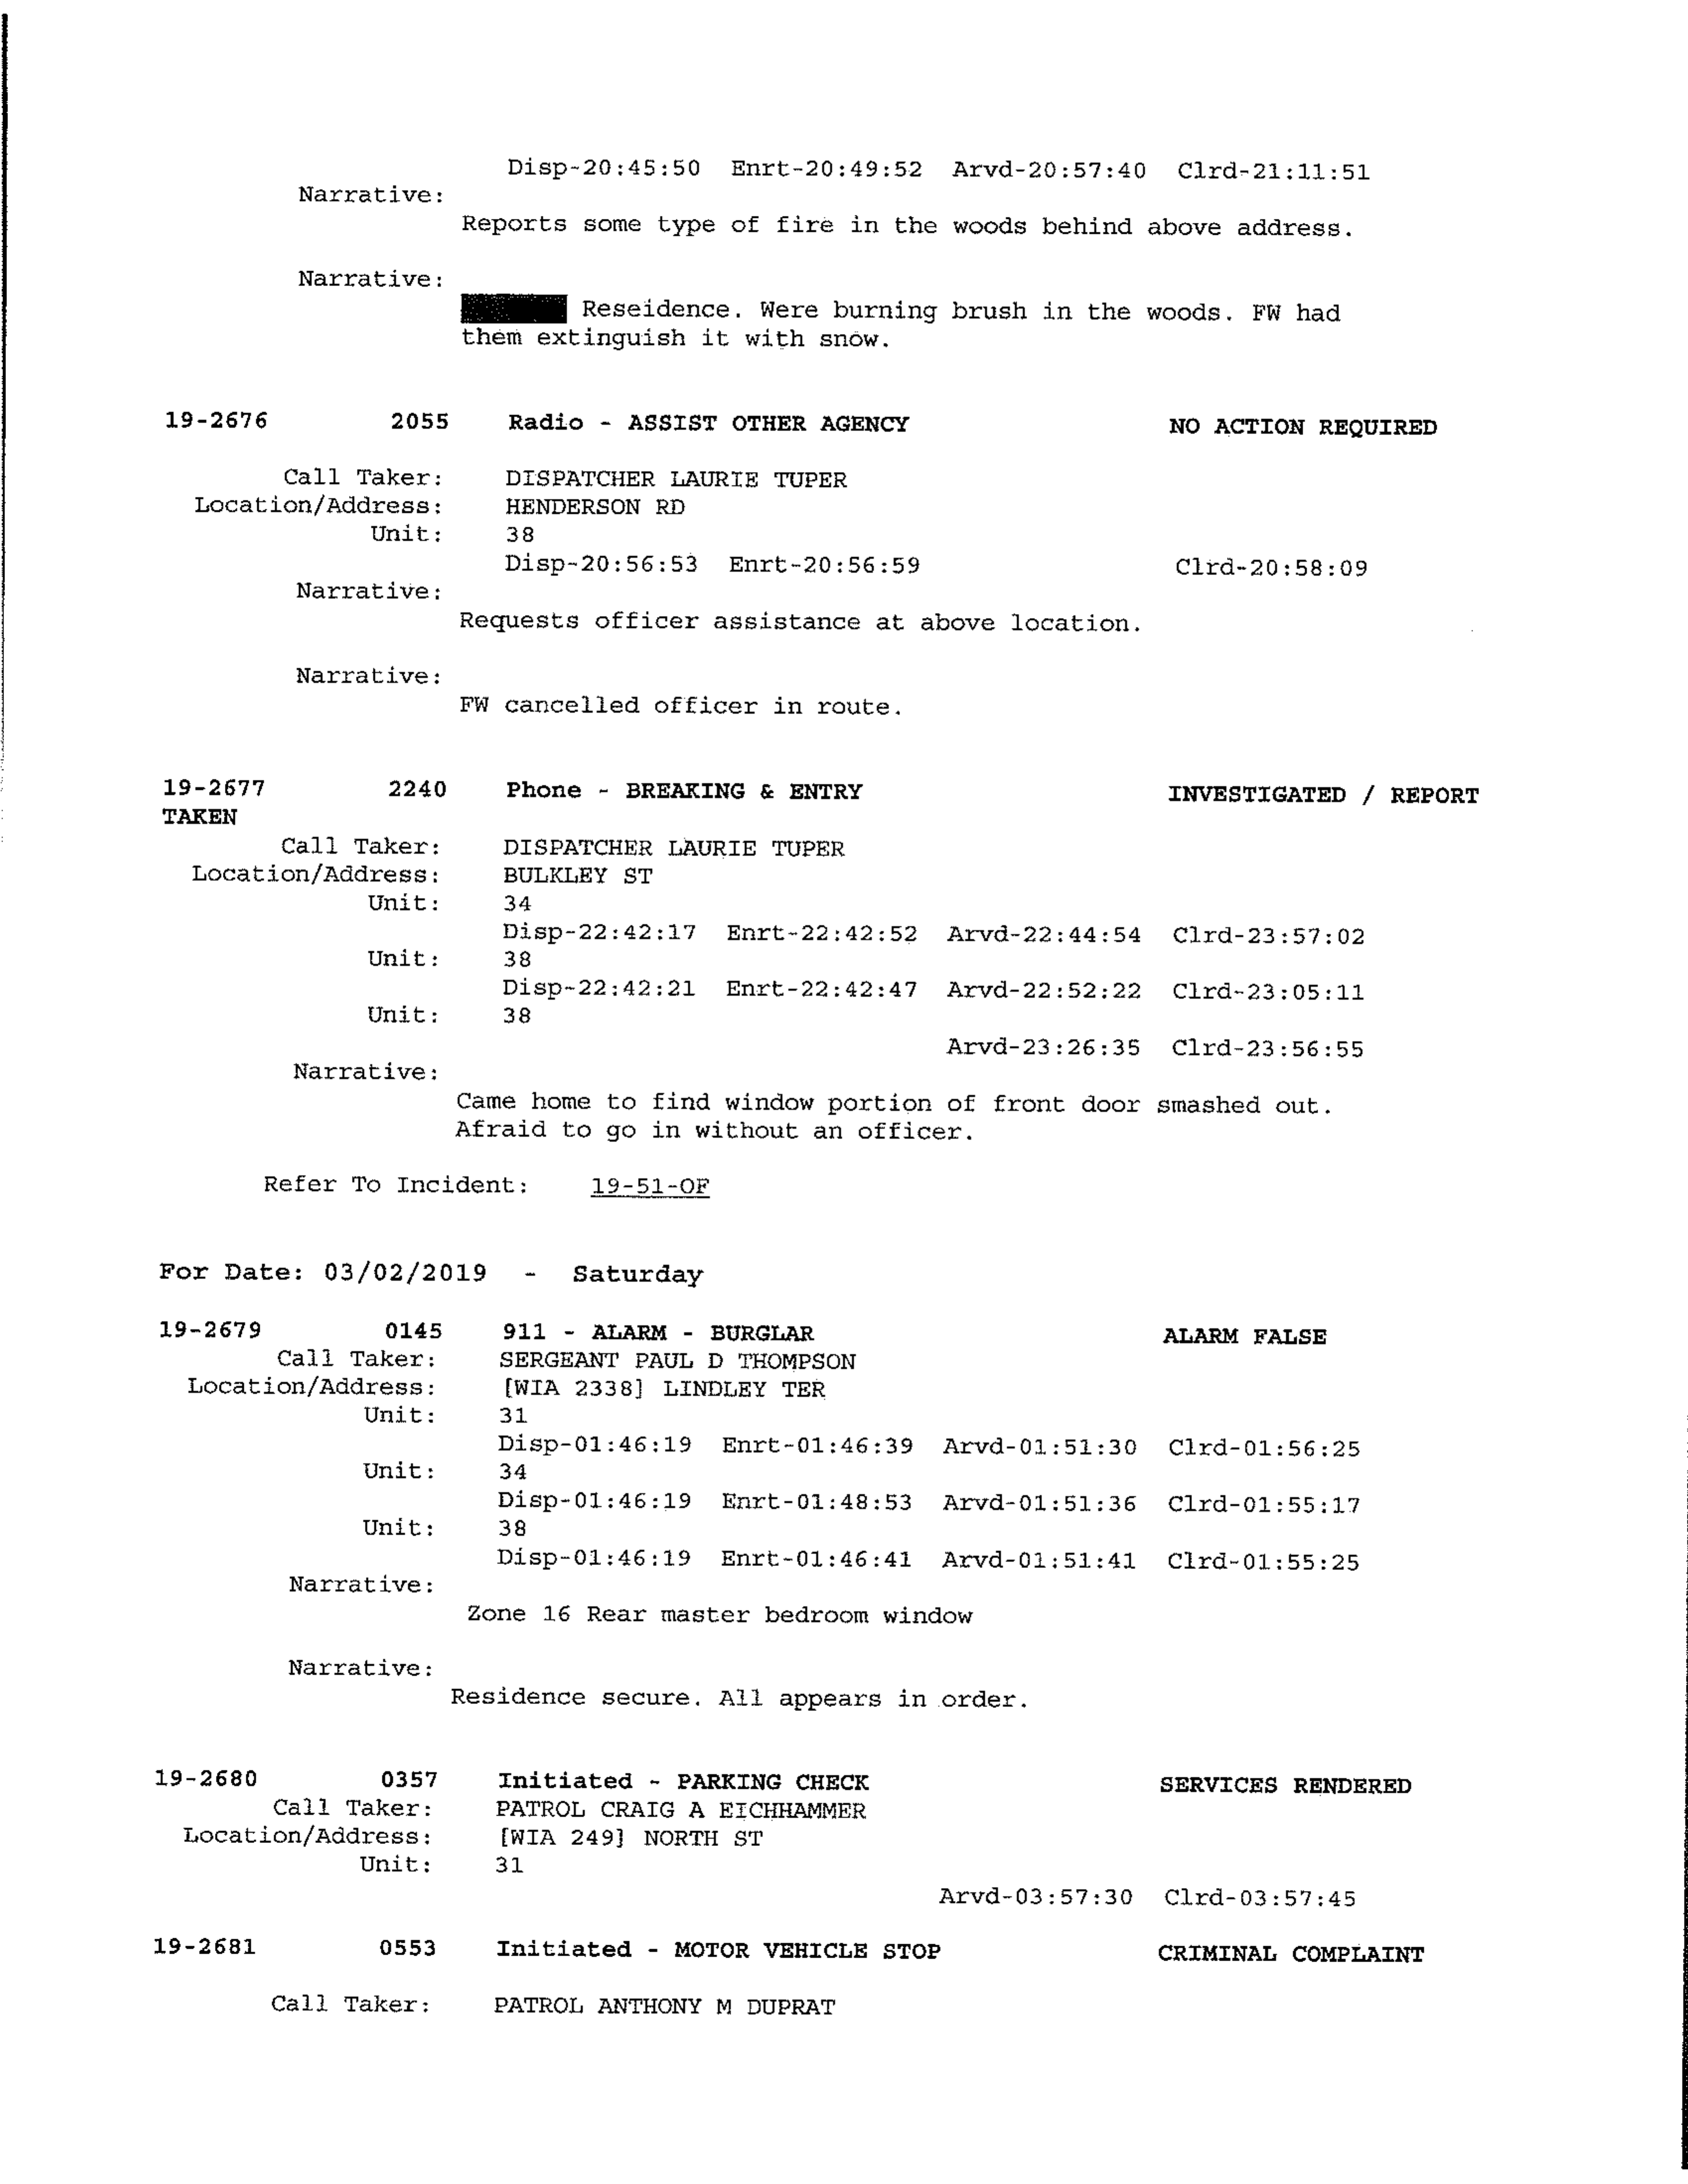 Disp-20:45:50 Enrt-20:49:52 Arvd-20:57:40 Clrd-21:11:51
Narrative:
Reports some type of fire in the woods behind above address.
Narrative:
Reseidence. Were burning brush in the woods. FW had
them extinguish it with snow.
19-2676 2055 Radio - ASSIST OTHER AGENCY NO ACTION REQUIRED
Call Taker: DISPATCHER LAURIE TUPER
Location/Address: HENDERSON RD
Unit: 38
Disp-20:56:53 Enrt-20:56:59 Clrd-20:58:09
Narrative:
Requests officer assistance at above location.
Narrative:
FW cancelled officer in route.
19-2677 2240 Phone - BREAKING & ENTRY INVESTIGATED / REPORT
TAKEN
Call Taker: DISPATCHER LAURIE TUPER
Location/Address: BULKLEY ST
Unit: 34
Disp-22:42:17 Enrt-22:42:52 Arvd-22:44:54 Clrd-23:57:02
Unit: 38
Disp-22:42:21 Enrt-22:42:47 Arvd-22:52:22 Clrd-23:05:11
Unit: 38
Arvd-23:26:35 Clrd-23:56:55
Narrative:
Came home to find window portion of front door smashed out.
Afraid to go in without an officer.
Refer To Incident: 19-51-OF
For Date: 03/02/2019 - Saturday
19-2679 0145 911 - ALARM - BURGLAR ALARM FALSE
Call Taker: SERGEANT PAUL D THOMPSON
Location/Address: [WIA 2338] LINDLEY TER
Unit: 31
Disp-01:46:19 Enrt-01:46:39 Arvd-01:51:30 Clrd-01:56:25
Unit: 34
Disp-01:46:19 Enrt-01:48:53 Arvd-01:51:36 Clrd-01:55:17
Unit: 38
Disp-01:46:19 Enrt-01:46:41 Arvd-01:51:41 Clrd-01:55:25
Narrative:
Zone 16 Rear master bedroom window
Narrative:
Residence secure. All appears in order.
19-2680 0357 Initiated - PARKING CHECK SERVICES RENDERED
Call Taker: PATROL CRAIG A EICHHAMMER
Location/Address: [WIA 249] NORTH ST
Unit: 31
Arvd-03:57:30 Clrd-03:57:45
19-2681 0553 Initiated - MOTOR VEHICLE STOP CRIMINAL COMPLAINT
Call Taker: PATROL ANTHONY M DUPRAT